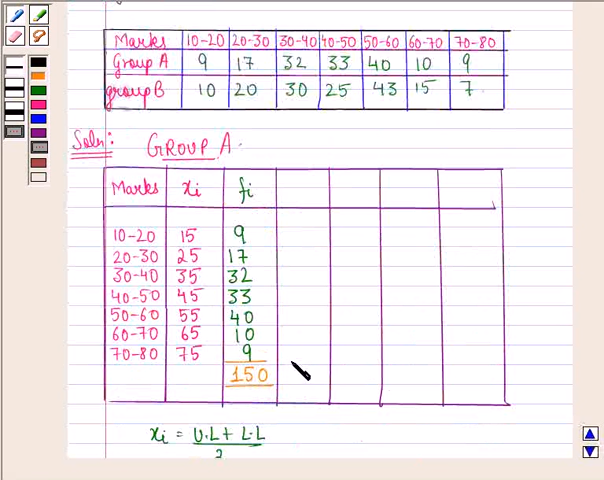 Marks 10-20 20-30 30-40 40-50 50-60 60-70 70-80
Group A 9 17 32 33 40 10 9
group B 10 20 30 25 43 15 7
Soln: GROUP A.
Marks xi fi
10-20 15 9
20-30 25 17
30-40 35 32
40-50 45 33
50-60 55 40
60-70 65 10
70-80 75 9
150
xi = U.L + L.L
2